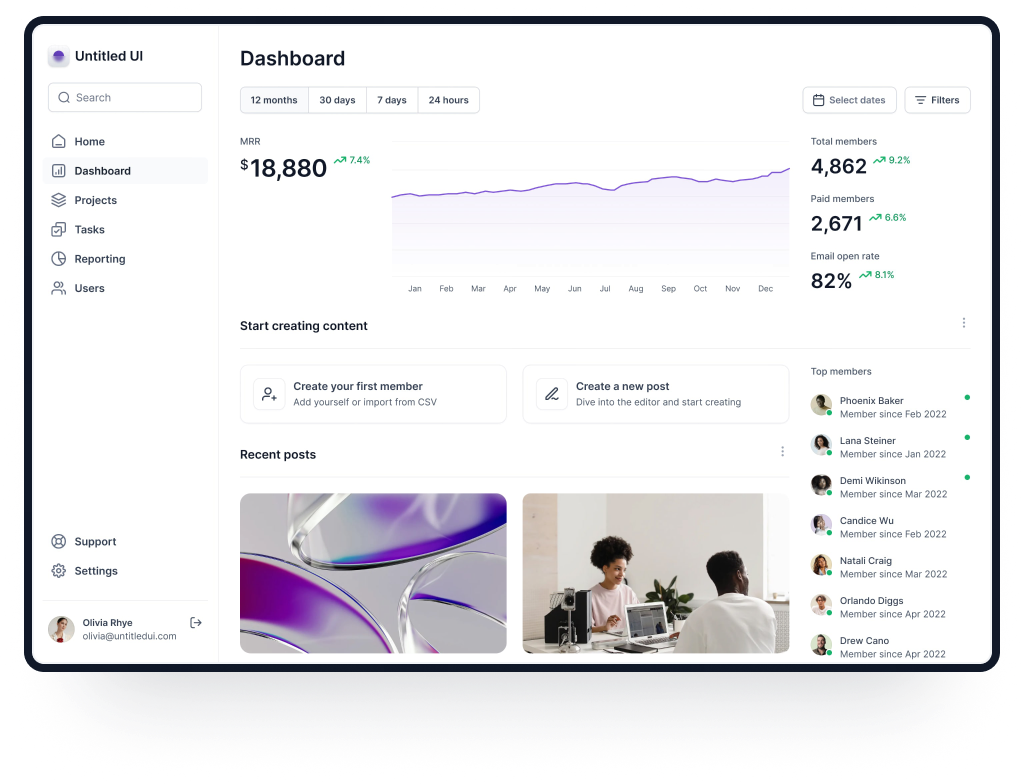 Untitled UI
Search
Home
Dashboard
Projects
Tasks
Reporting
Users
Support
Settings
Olivia Rhye
olivia@untitledui.com
Dashboard
12 months 30 days 7 days 24 hours
Select dates Filters
MRR
$18,880 7.4%
Jan Feb Mar Apr May Jun Jul Aug Sep Oct Nov Dec
Total members
4,862 9.2%
Paid members
2,671 6.6%
Email open rate
82% 8.1%
Start creating content
Create your first member
Add yourself or import from CSV
Create a new post
Dive into the editor and start creating
Recent posts
Top members
Phoenix Baker
Member since Feb 2022
Lana Steiner
Member since Jan 2022
Demi Wikinson
Member since Mar 2022
Candice Wu
Member since Feb 2022
Natali Craig
Member since Mar 2022
Orlando Diggs
Member since Apr 2022
Drew Cano
Member since Apr 2022